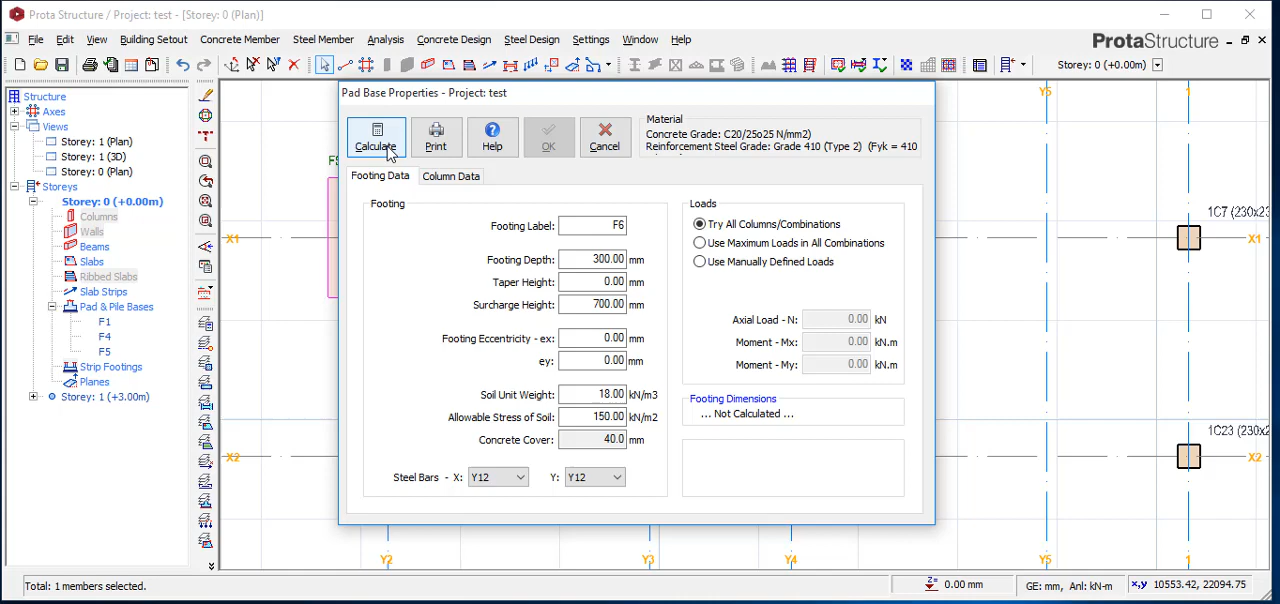 Prota Structure / Project: test - [Storey: 0 (Plan)]
File Edit View Building Setout Concrete Member Steel Member Analysis Concrete Design Steel Design Settings Window Help
ProtaStructure
Storey: 0 (+0.00m)
Structure
Axes
Views
Storey: 1 (Plan)
Storey: 1 (3D)
Storey: 0 (Plan)
Storeys
Storey: 0 (+0.00m)
Columns
Walls
Beams
Slabs
Ribbed Slabs
Slab Strips
Pad & Pile Bases
F1
F4
F5
Strip Footings
Planes
Storey: 1 (+3.00m)
Pad Base Properties - Project: test
Calculate
Print
Help
OK
Cancel
Material
Concrete Grade: C20/25ö25 N/mm2)
Reinforcement Steel Grade: Grade 410 (Type 2) (Fyk = 410
Footing Data
Column Data
Footing
Footing Label: F6
Footing Depth: 300.00 mm
Taper Height: 0.00 mm
Surcharge Height: 700.00 mm
Footing Eccentricity - ex: 0.00 mm
ey: 0.00 mm
Soil Unit Weight: 18.00 kN/m3
Allowable Stress of Soil: 150.00 kN/m2
Concrete Cover: 40.0 mm
Steel Bars - X: Y12 Y: Y12
Loads
Try All Columns/Combinations
Use Maximum Loads in All Combinations
Use Manually Defined Loads
Axial Load - N: 0.00 kN
Moment - Mx: 0.00 kN.m
Moment - My: 0.00 kN.m
Footing Dimensions
... Not Calculated ...
Y5
1
1C7 (230x23
X1
X1
1C23 (230x2
X2
X2
Y2
Y3
Y4
Y5
1
Total: 1 members selected.
Z= 0.00 mm
GE: mm, Anl: kN-m
x,y 10553.42, 22094.75